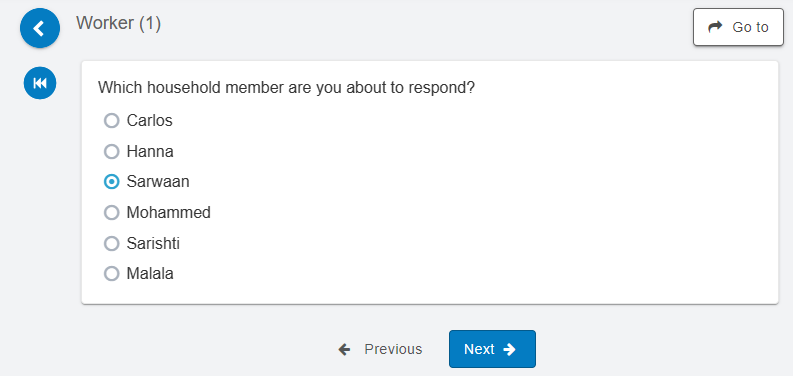 Worker (1)
Go to
Which household member are you about to respond?
Carlos
Hanna
Sarwaan
Mohammed
Sarishti
Malala
Previous
Next